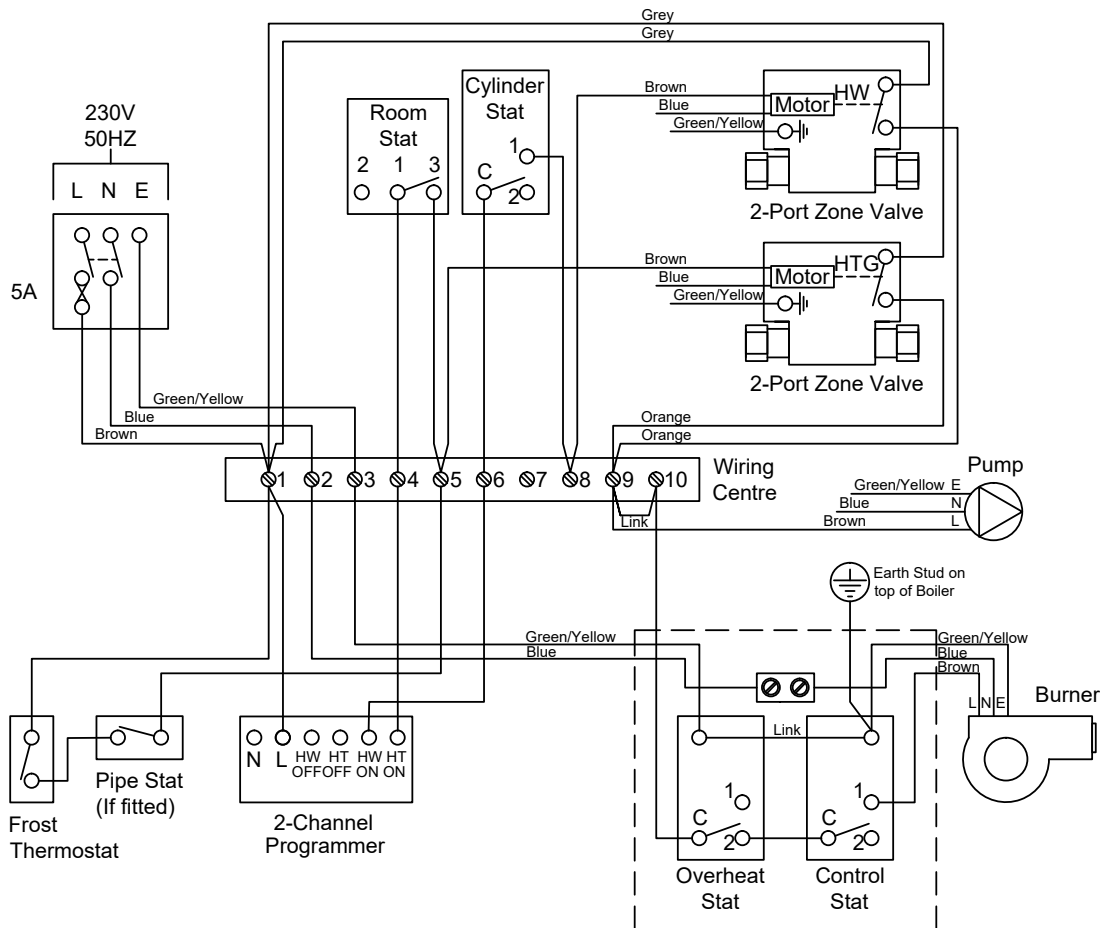 Grey
Grey
230V
50HZ
L N E
5A
Room
Stat
2 1 3
Cylinder
Stat
1
C
2
Brown
Blue
Green/Yellow
Motor
HW
2-Port Zone Valve
Brown
Blue
Green/Yellow
Motor
HTG
2-Port Zone Valve
Green/Yellow
Blue
Brown
Orange
Orange
1 2 3 4 5 6 7 8 9 10
Wiring
Centre
Link
Pump
Green/Yellow E
Blue N
Brown L
Earth Stud on
top of Boiler
Green/Yellow
Blue
Green/Yellow
Blue
Brown
L N E
Burner
Link
1
C
2
Overheat
Stat
1
C
2
Control
Stat
Frost
Thermostat
Pipe Stat
(If fitted)
N L HW HT HW HT
OFF OFF ON ON
2-Channel
Programmer